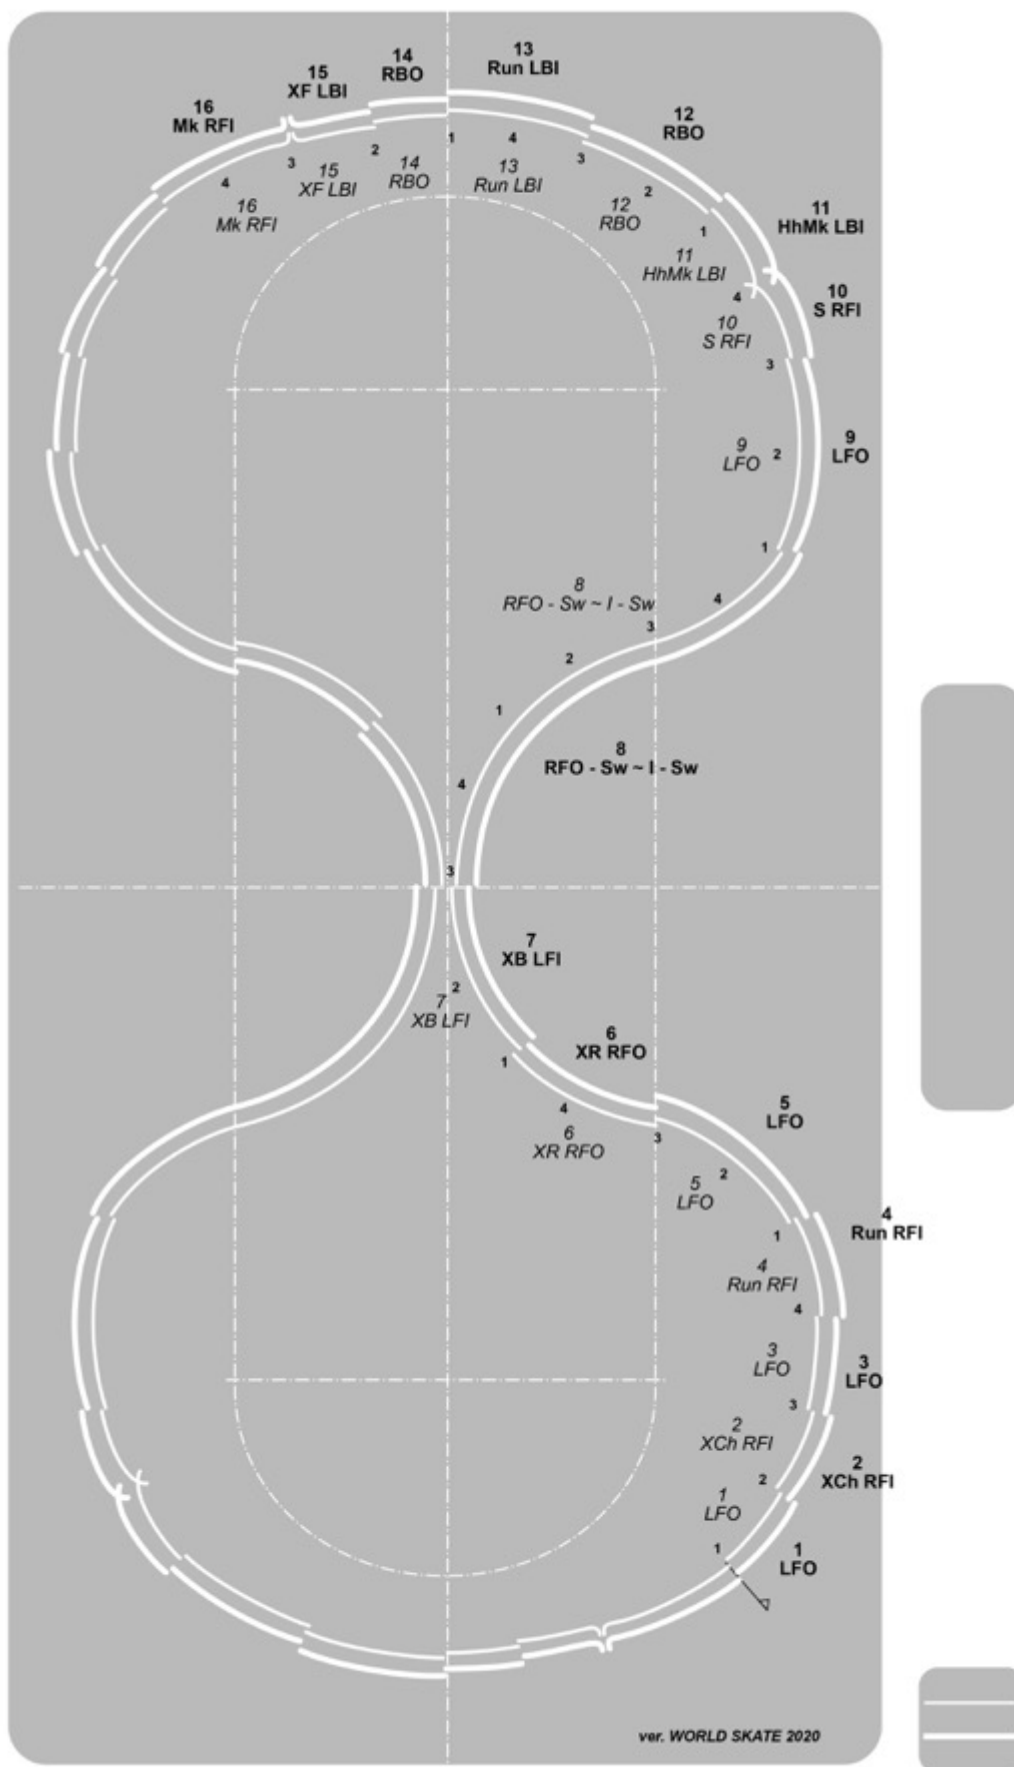 13
Run LBI
14
RBO
15
XF LBI
16
Mk RFI
12
RBO
1
4
3
2
3
4
2
1
13
Run LBI
14
RBO
15
XF LBI
16
Mk RFI
12
RBO
11
HhMk LBI
11
HhMk LBI
4
10
S RFI
10
S RFI
3
9
LFO
2
9
LFO
1
8
RFO - Sw ~ I - Sw
4
3
2
1
8
RFO - Sw ~ I - Sw
4
3
7
XB LFI
2
7
XB LFI
6
XR RFO
1
4
6
XR RFO
5
LFO
3
2
5
LFO
4
Run RFI
1
4
Run RFI
4
3
LFO
3
LFO
3
2
XCh RFI
2
XCh RFI
2
1
LFO
1
1
LFO
ver. WORLD SKATE 2020